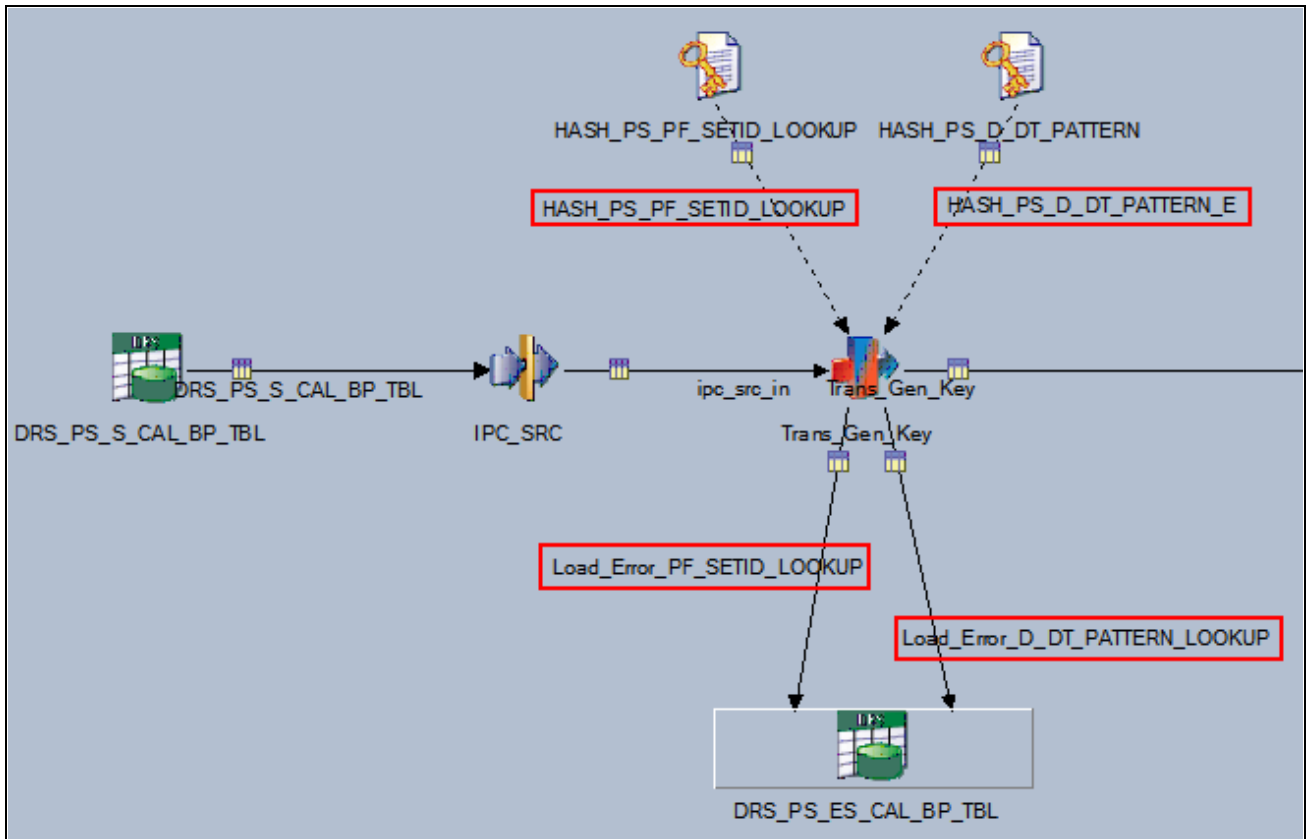 HASH_PS_PF_SETID_LOOKUP HASH_PS_D_DT_PATTERN
HASH_PS_PF_SETID_LOOKUP HASH_PS_D_DT_PATTERN_E
DRS_PS_S_CAL_BP_TBL ipc_src_in Trans_Gen_Key
DRS_PS_S_CAL_BP_TBL IPC_SRC Trans_Gen_Key
Load_Error_PF_SETID_LOOKUP
Load_Error_D_DT_PATTERN_LOOKUP
DRS_PS_ES_CAL_BP_TBL